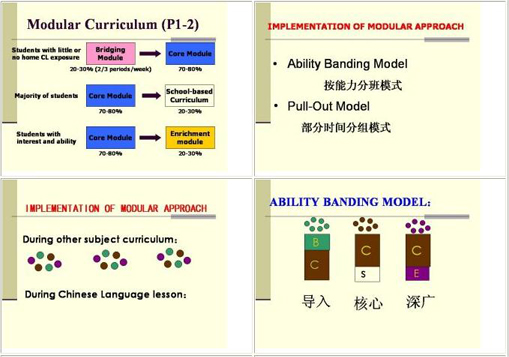 Modular Curriculum (P1-2)
Students with little or
no home CL exposure
Bridging
Module
Core Module
20-30% (2/3 periods/week)
70-80%
Majority of students
Core Module
School-based
Curriculum
70-80%
20-30%
Students with
interest and ability
Core Module
Enrichment
module
70-80%
20-30%
IMPLEMENTATION OF MODULAR APPROACH
• Ability Banding Model
按能力分班模式
• Pull-Out Model
部分时间分组模式
IMPLEMENTATION OF MODULAR APPROACH
During other subject curriculum:
During Chinese Language lesson:
ABILITY BANDING MODEL:
B
C
C
S
C
E
导入
核心
深广